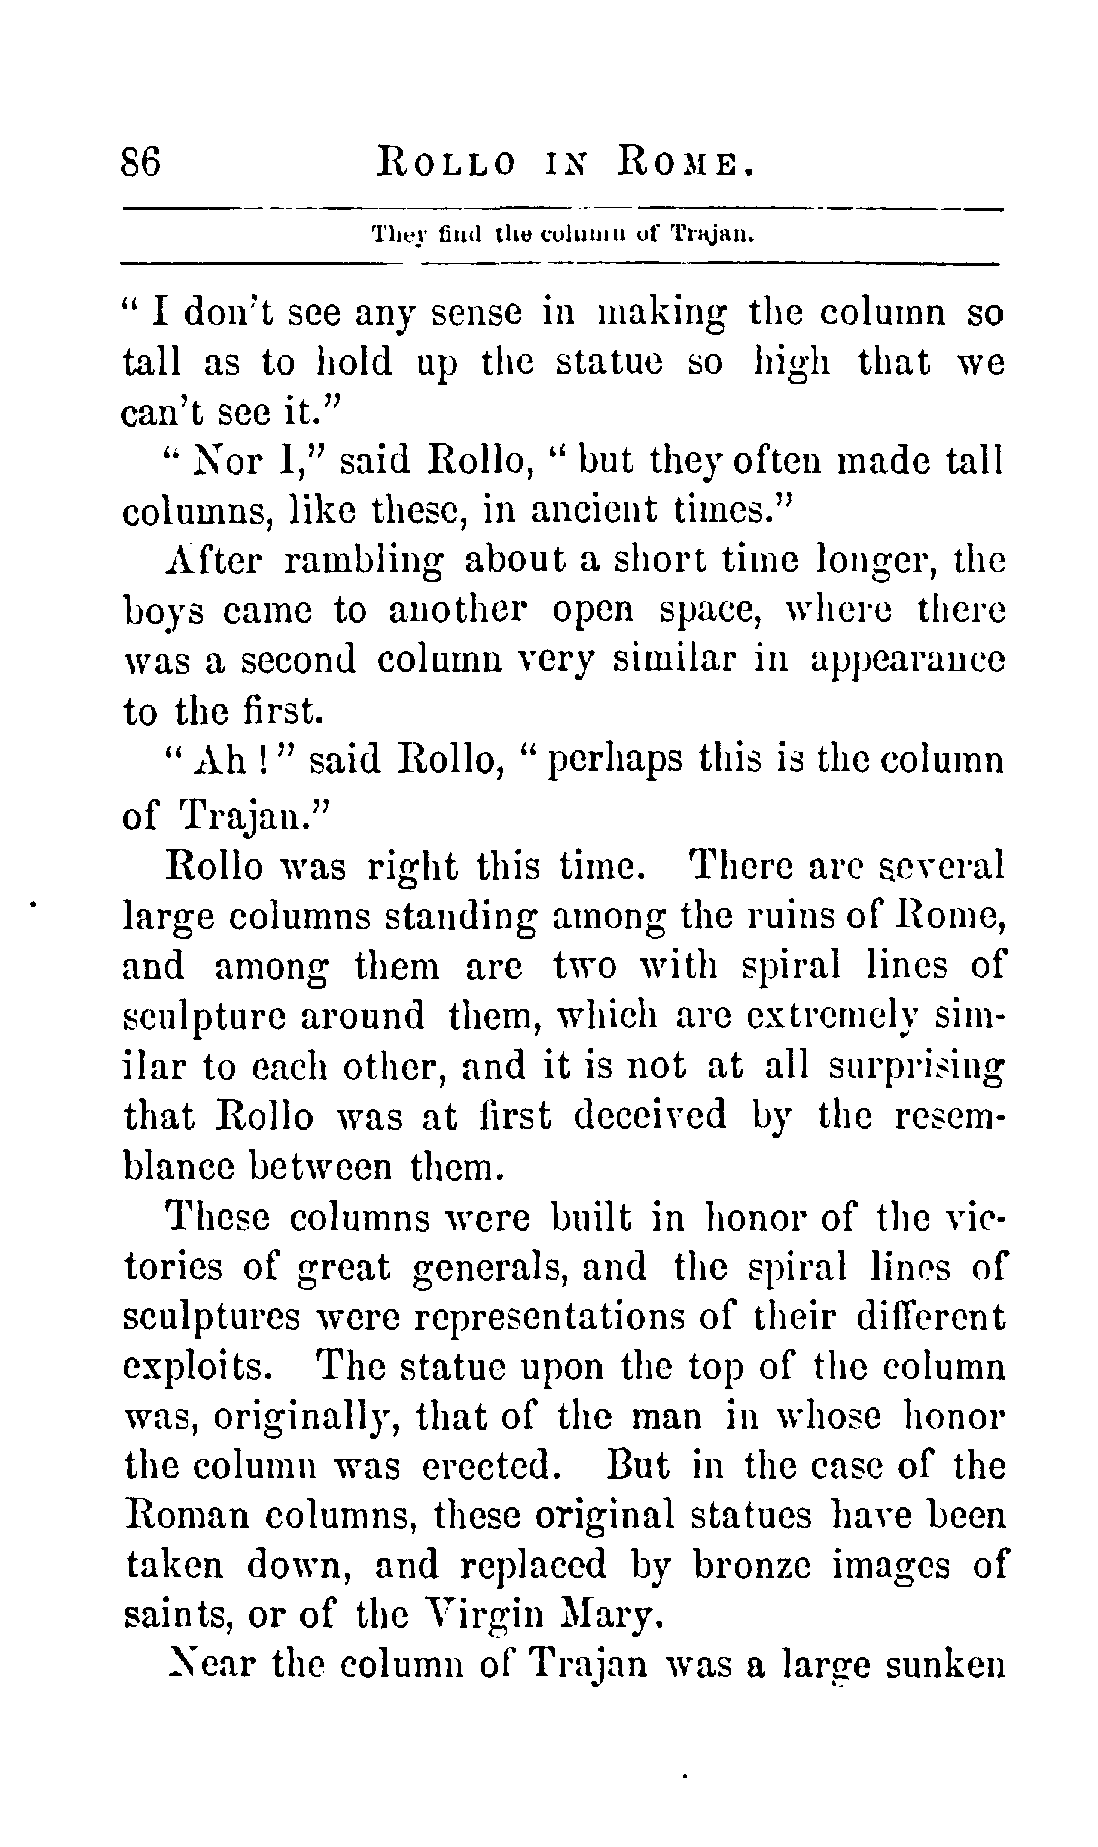 86 ROLLO IN ROME.
They find the column of Trajan.
" I don't see any sense in making the column so
tall as to hold up the statue so high that we
can't see it."
" Nor I," said Rollo, " but they often made tall
columns, like these, in ancient times."
After rambling about a short time longer, the
boys came to another open space, where there
was a second column very similar in appearance
to the first.
" Ah ! " said Rollo, " perhaps this is the column
of Trajan."
Rollo was right this time. There are several
large columns standing among the ruins of Rome,
and among them are two with spiral lines of
sculpture around them, which are extremely sim-
ilar to each other, and it is not at all surprising
that Rollo was at first deceived by the resem-
blance between them.
These columns were built in honor of the vic-
tories of great generals, and the spiral lines of
sculptures were representations of their different
exploits. The statue upon the top of the column
was, originally, that of the man in whose honor
the column was erected. But in the case of the
Roman columns, these original statues have been
taken down, and replaced by bronze images of
saints, or of the Virgin Mary.
Near the column of Trajan was a large sunken